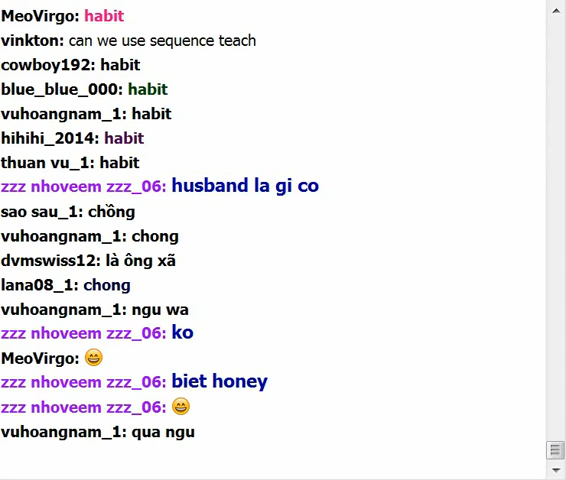 MeoVirgo: habit
vinkton: can we use sequence teach
cowboy192: habit
blue_blue_000: habit
vuhoangnam_1: habit
hihihi_2014: habit
thuan vu_1: habit
zzz nhoveem zzz_06: husband la gi co
sao sau_1: chồng
vuhoangnam_1: chong
dvmswiss12: là ông xã
lana08_1: chong
vuhoangnam_1: ngu wa
zzz nhoveem zzz_06: ko
MeoVirgo: 😄
zzz nhoveem zzz_06: biet honey
zzz nhoveem zzz_06: 😄
vuhoangnam_1: qua ngu